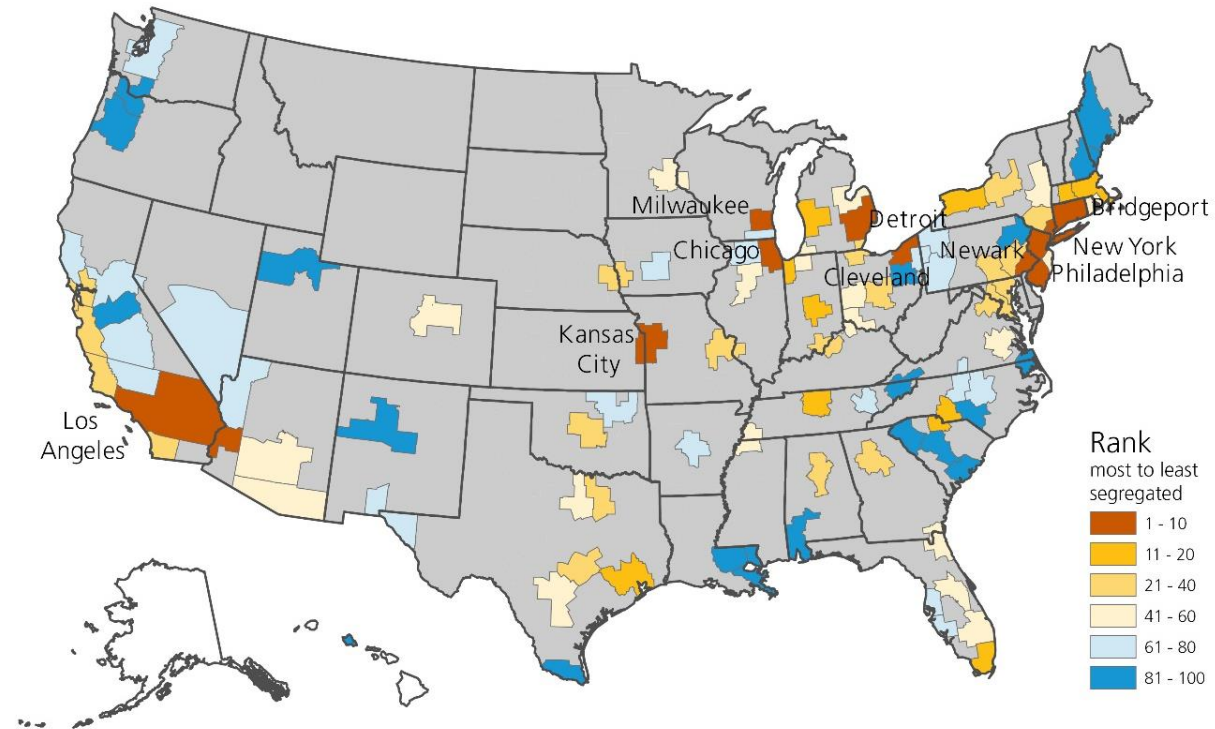 Milwaukee
Detroit
Bridgeport
Chicago
Newark
New York
Cleveland
Philadelphia
Kansas
City
Los
Angeles
Rank
most to least
segregated
1 - 10
11 - 20
21 - 40
41 - 60
61 - 80
81 - 100